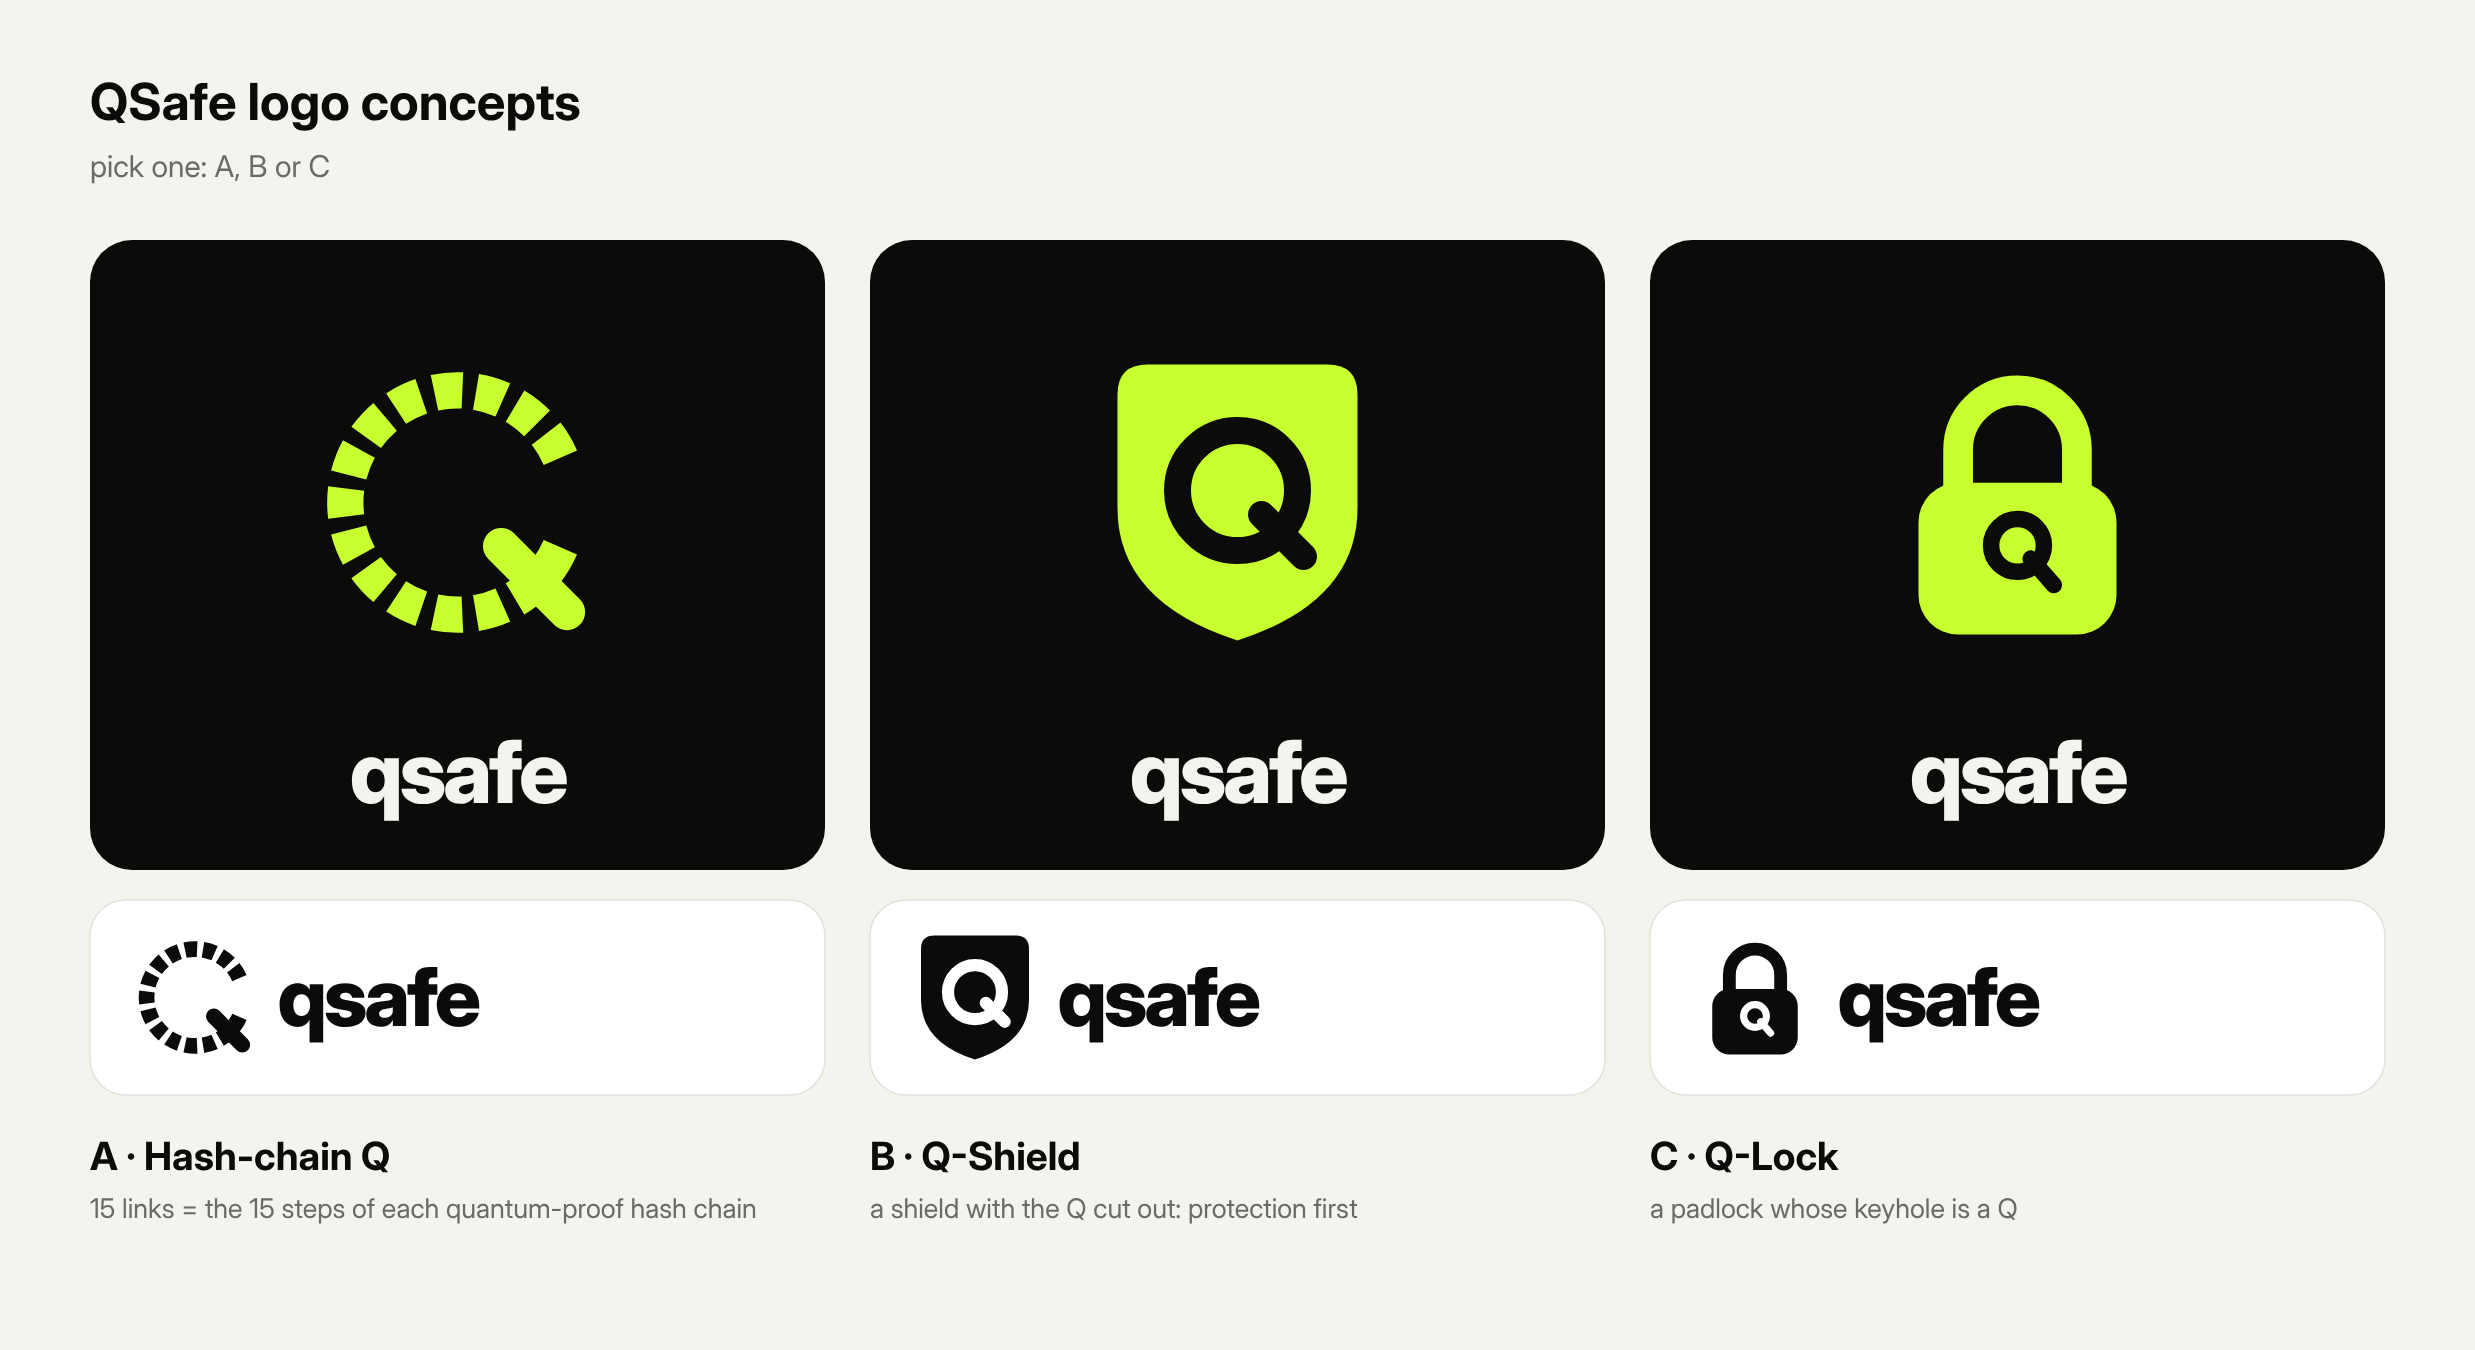 QSafe logo concepts
pick one: A, B or C
qsafe
Q
qsafe
Q
qsafe
qsafe
Q
qsafe
Q
qsafe
A · Hash-chain Q
15 links = the 15 steps of each quantum-proof hash chain
B · Q-Shield
a shield with the Q cut out: protection first
C · Q-Lock
a padlock whose keyhole is a Q